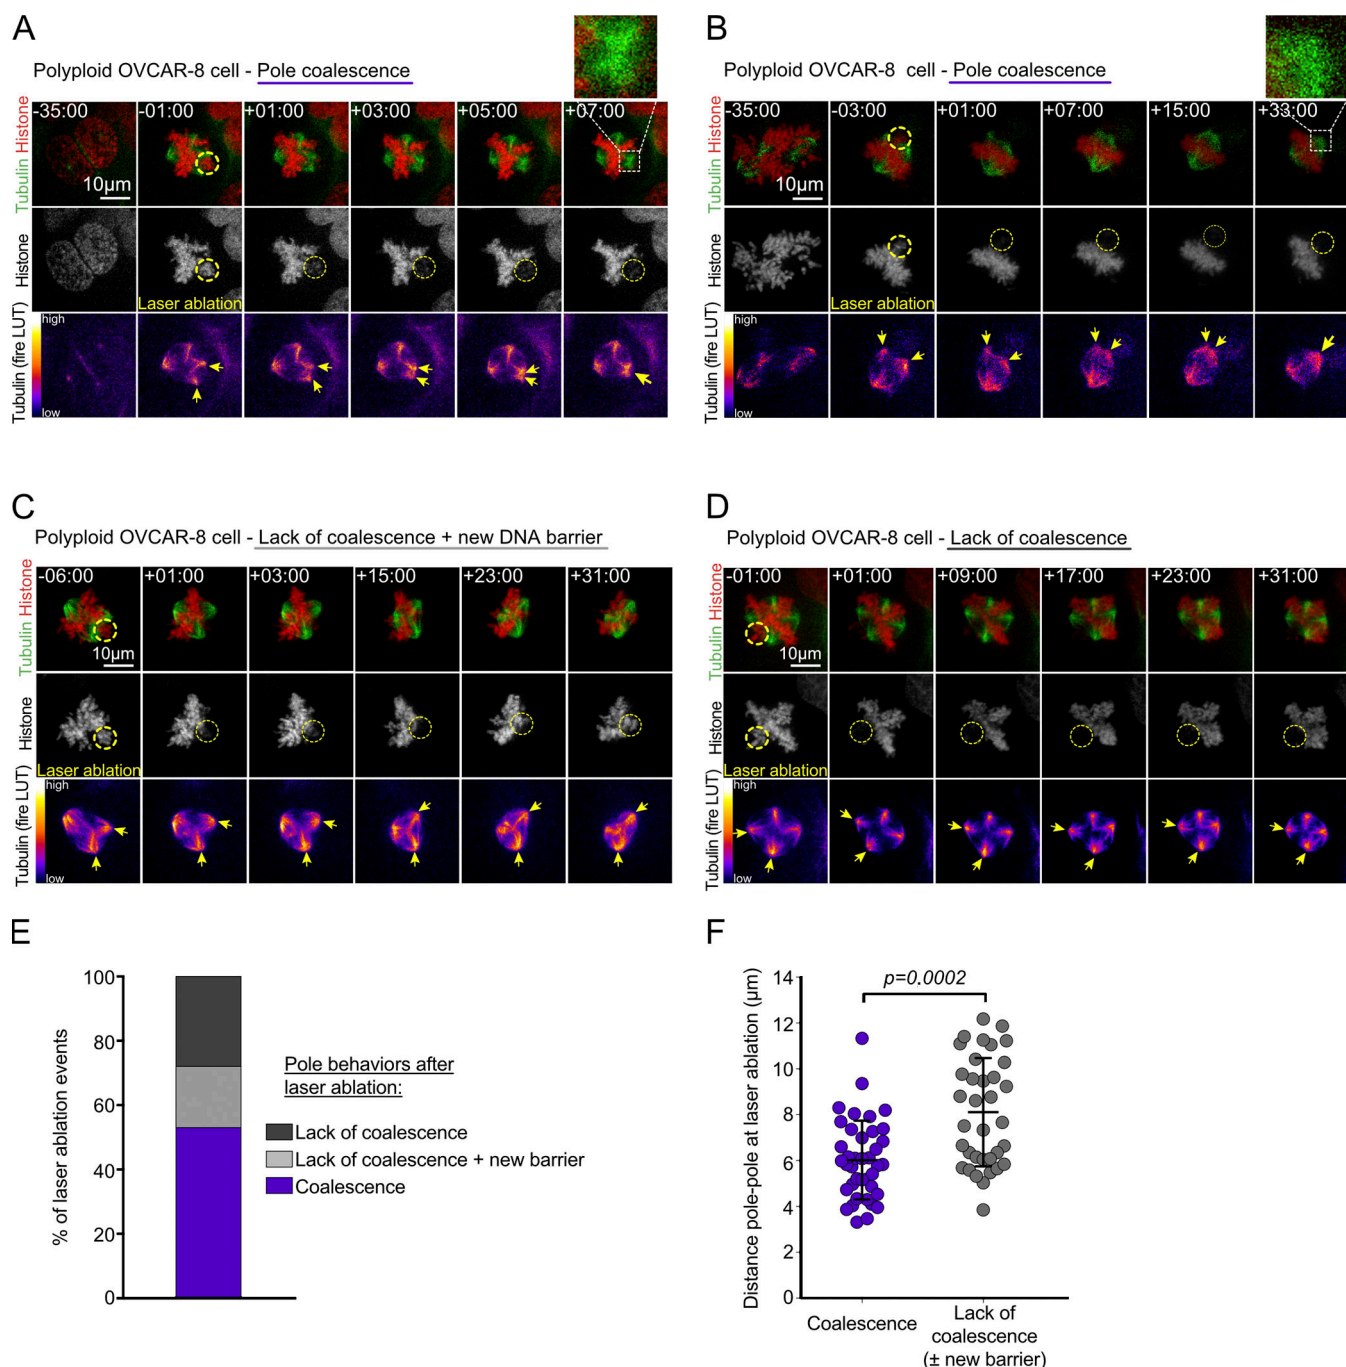 A
Polyploid OVCAR-8 cell - Pole coalescence
Tubulin Histone
-35:00
-01:00
+01:00
+03:00
+05:00
+07:00
10µm
Histone
Laser ablation
Tubulin (fire LUT)
high
low
B
Polyploid OVCAR-8 cell - Pole coalescence
Tubulin Histone
-35:00
-03:00
+01:00
+07:00
+15:00
+33:00
10µm
Histone
Laser ablation
Tubulin (fire LUT)
high
low
C
Polyploid OVCAR-8 cell - Lack of coalescence + new DNA barrier
Tubulin Histone
-06:00
+01:00
+03:00
+15:00
+23:00
+31:00
10µm
Histone
Laser ablation
Tubulin (fire LUT)
high
low
D
Polyploid OVCAR-8 cell - Lack of coalescence
Tubulin Histone
-01:00
+01:00
+09:00
+17:00
+23:00
+31:00
10µm
Histone
Laser ablation
Tubulin (fire LUT)
high
low
E
% of laser ablation events
100
80
60
40
20
0
Pole behaviors after
laser ablation:
Lack of coalescence
Lack of coalescence + new barrier
Coalescence
F
Distance pole-pole at laser ablation (µm)
14
12
10
8
6
4
2
0
p=0.0002
Coalescence
Lack of
coalescence
(± new barrier)